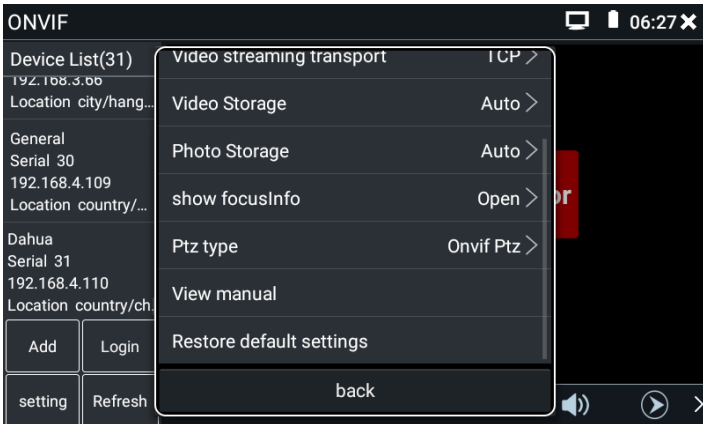 ONVIF
06:27
Device List(31)
192.168.3.66
Location city/hang...
General
Serial 30
192.168.4.109
Location country/...
Dahua
Serial 31
192.168.4.110
Location country/ch
Add
Login
setting
Refresh
Video streaming transport TCP >
Video Storage Auto >
Photo Storage Auto >
show focusInfo Open >
Ptz type Onvif Ptz >
View manual
Restore default settings
back
or